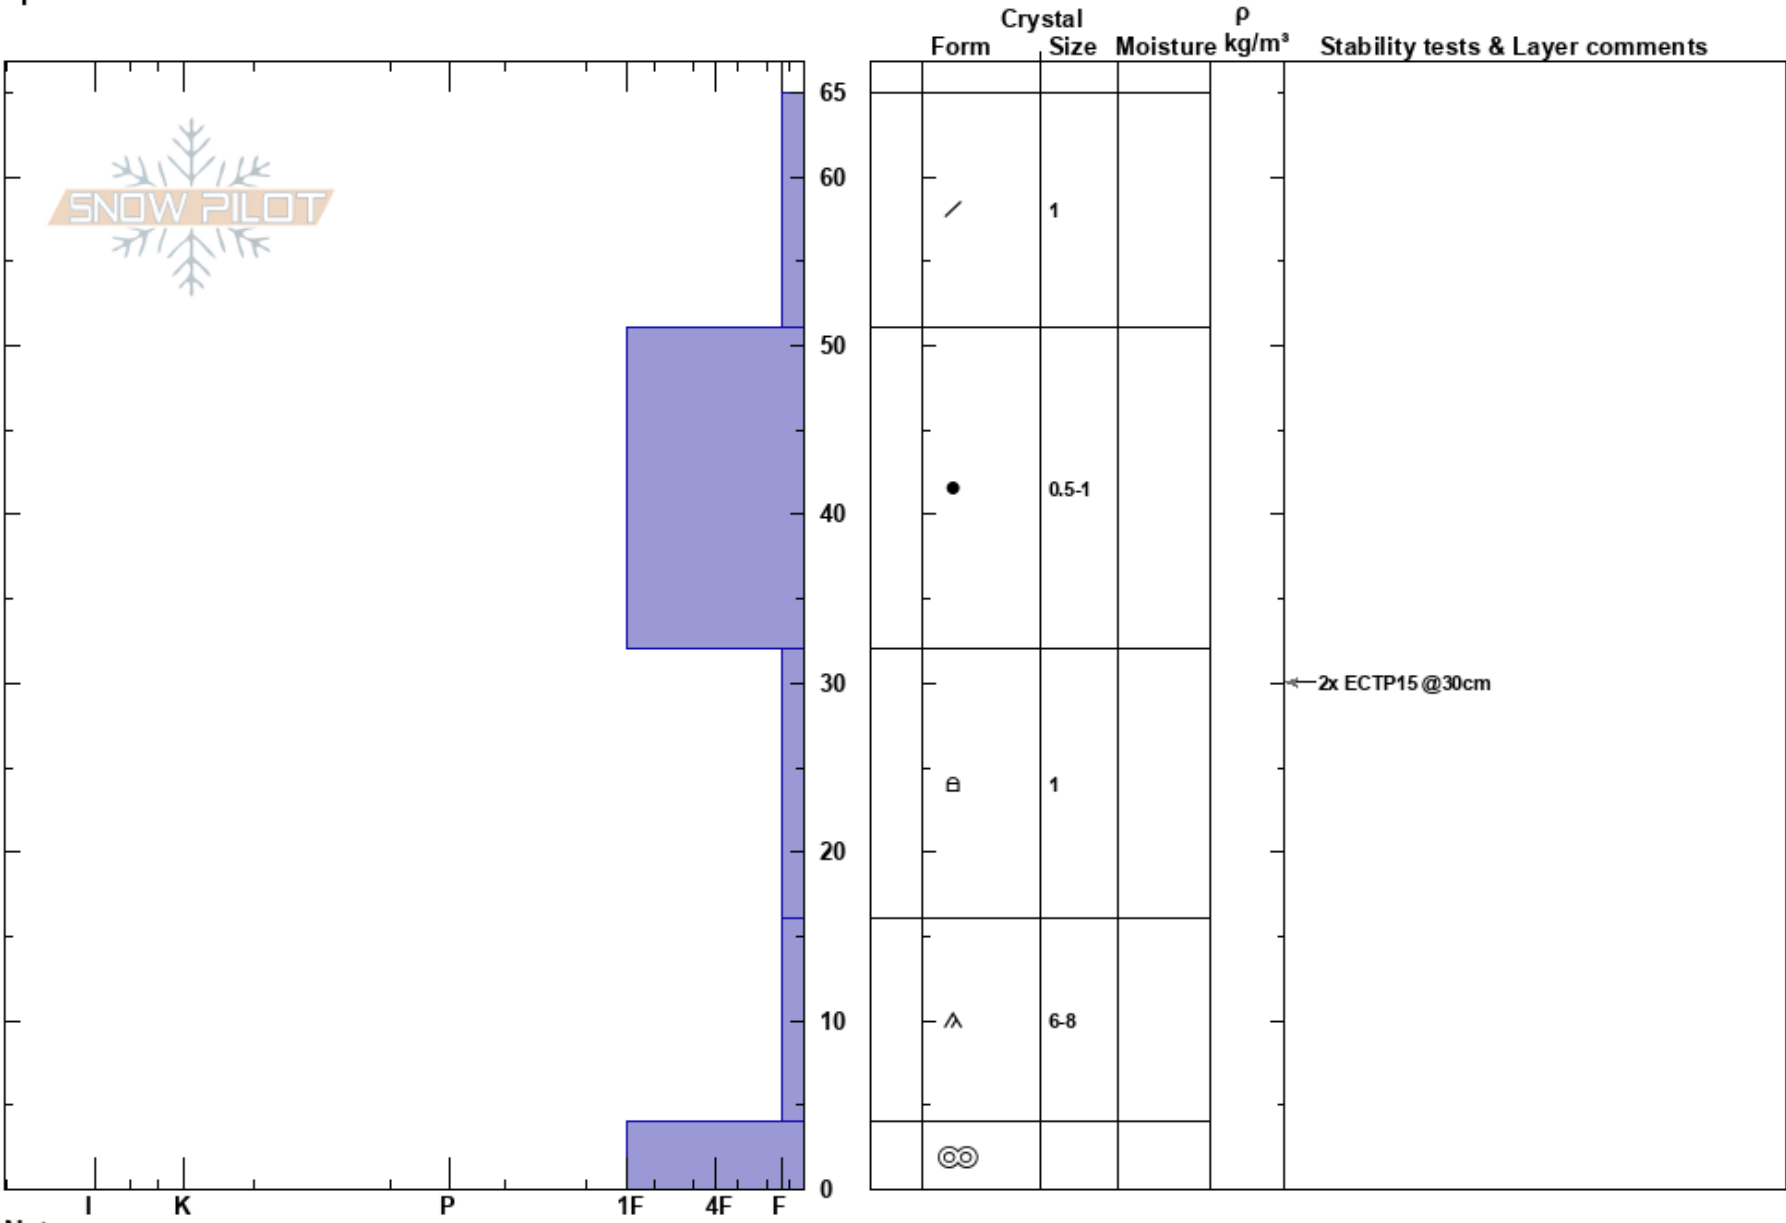 Crystal
ρ
Form Size Moisture kg/m³ Stability tests & Layer comments
65
SNOW PILOT
60
1
50
0.5-1
40
30
2x ECTP15 @30cm
1
20
10
6-8
0
I K P 1F 4F F